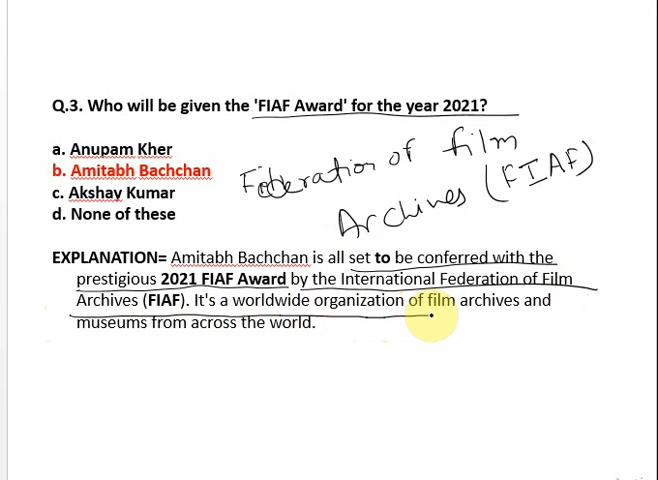 Q.3. Who will be given the 'FIAF Award' for the year 2021?
a. Anupam Kher
b. Amitabh Bachchan
c. Akshay Kumar
d. None of these
Federation of film
Archives (FIAF)
EXPLANATION= Amitabh Bachchan is all set to be conferred with the
prestigious 2021 FIAF Award by the International Federation of Film
Archives (FIAF). It's a worldwide organization of film archives and
museums from across the world.